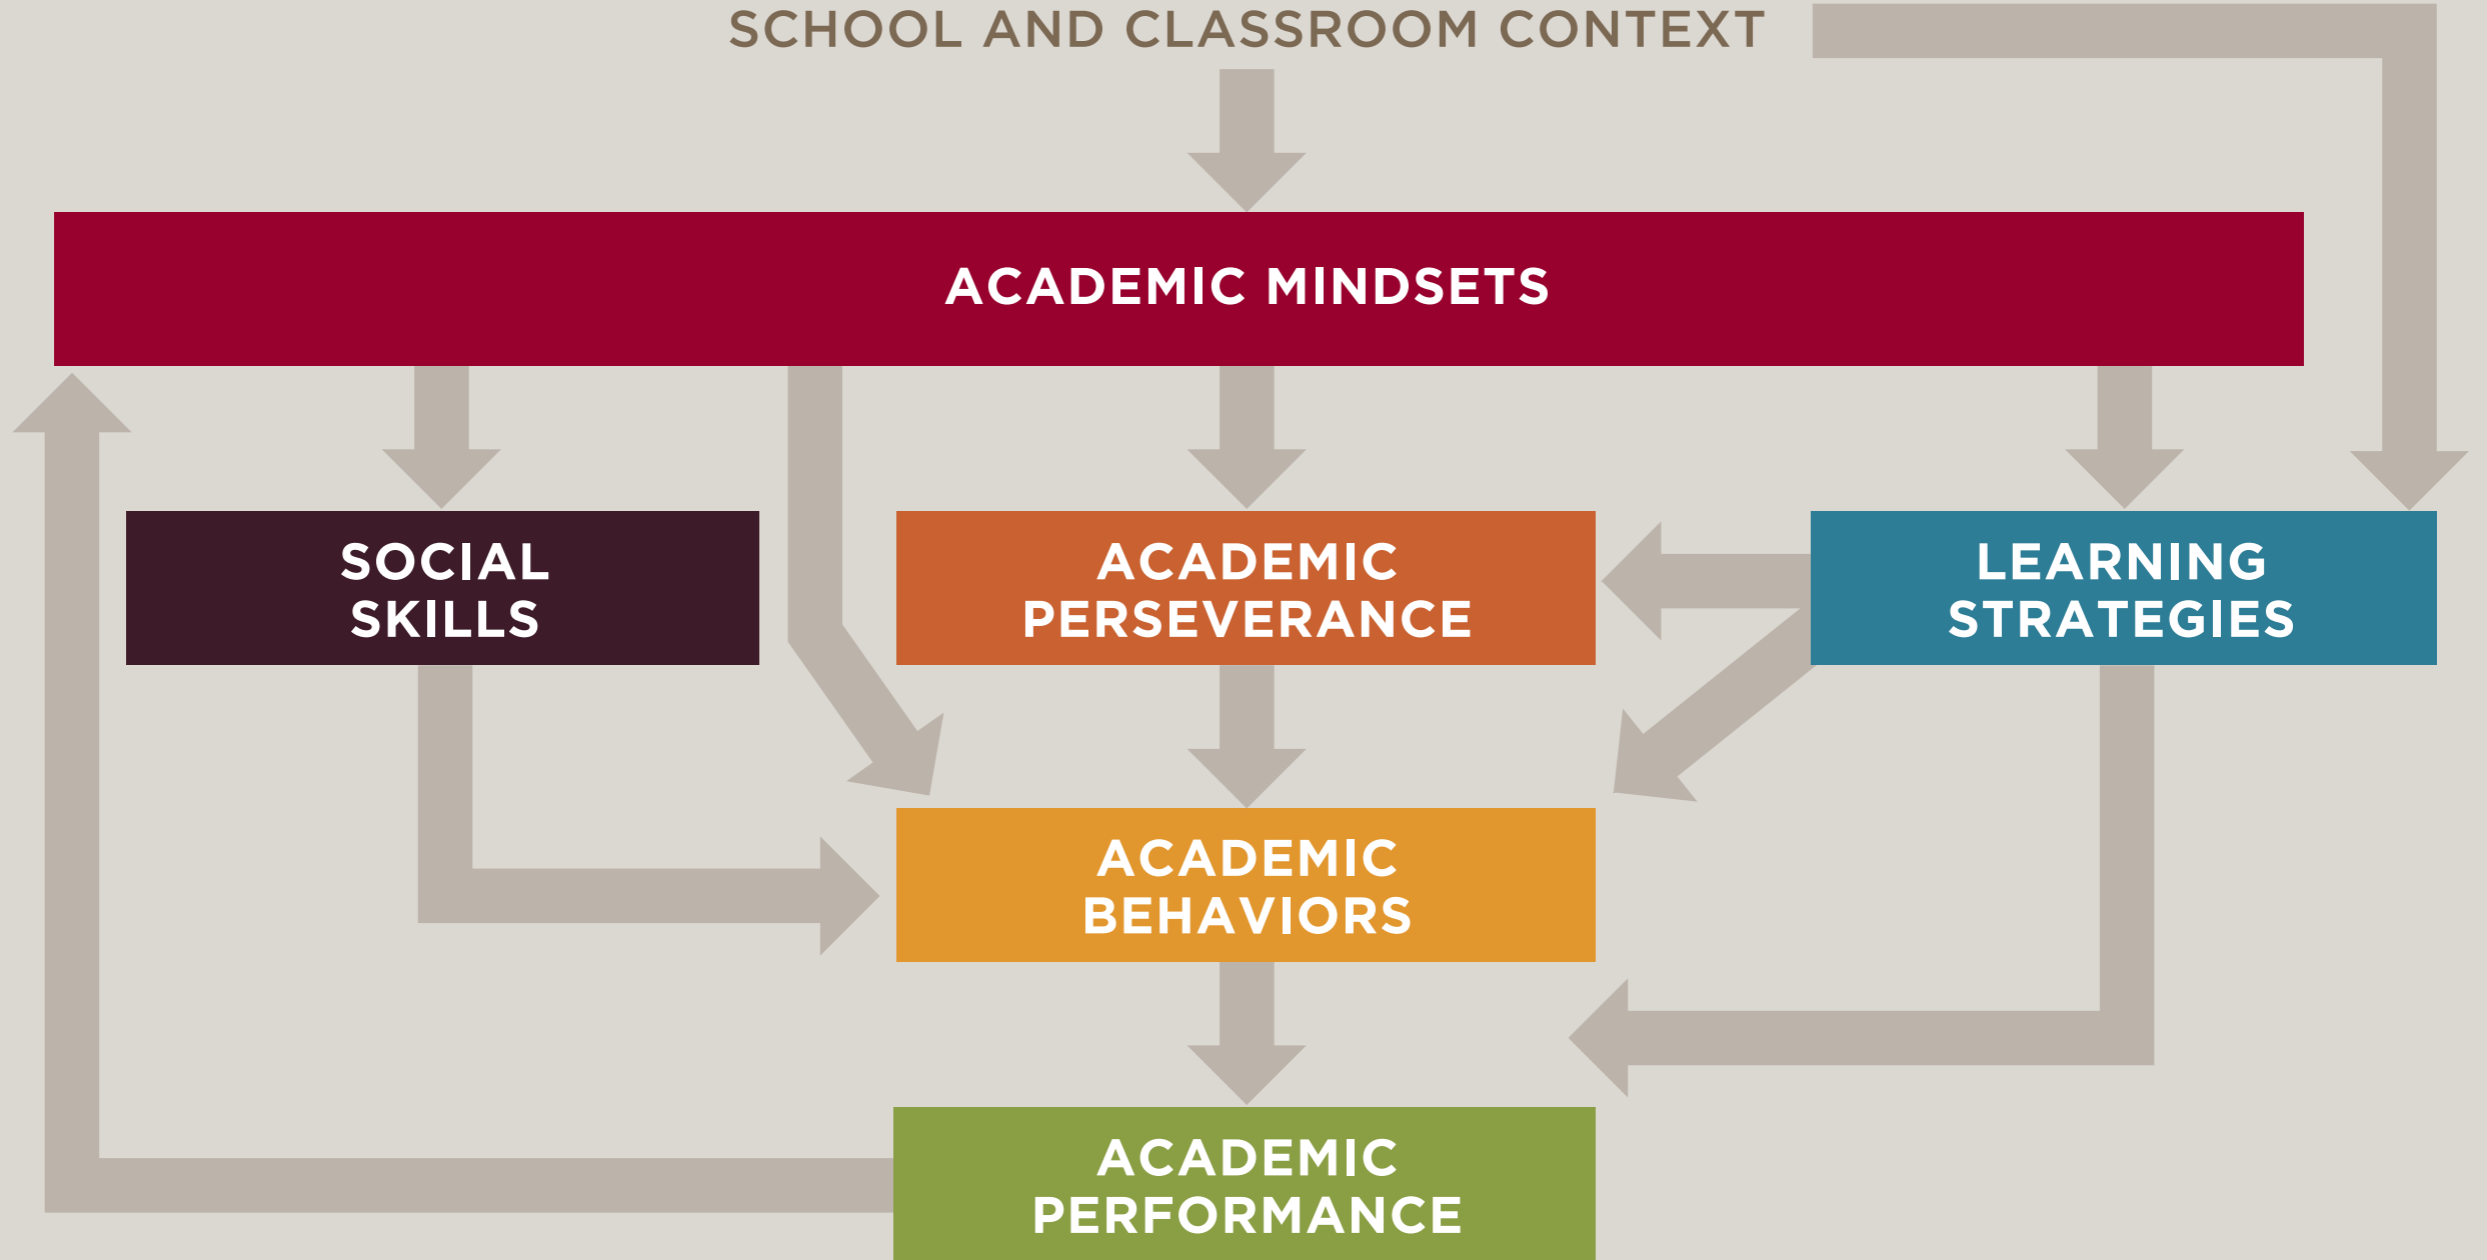 SCHOOL AND CLASSROOM CONTEXT
ACADEMIC MINDSETS
SOCIAL
SKILLS
ACADEMIC
PERSEVERANCE
LEARNING
STRATEGIES
ACADEMIC
BEHAVIORS
ACADEMIC
PERFORMANCE